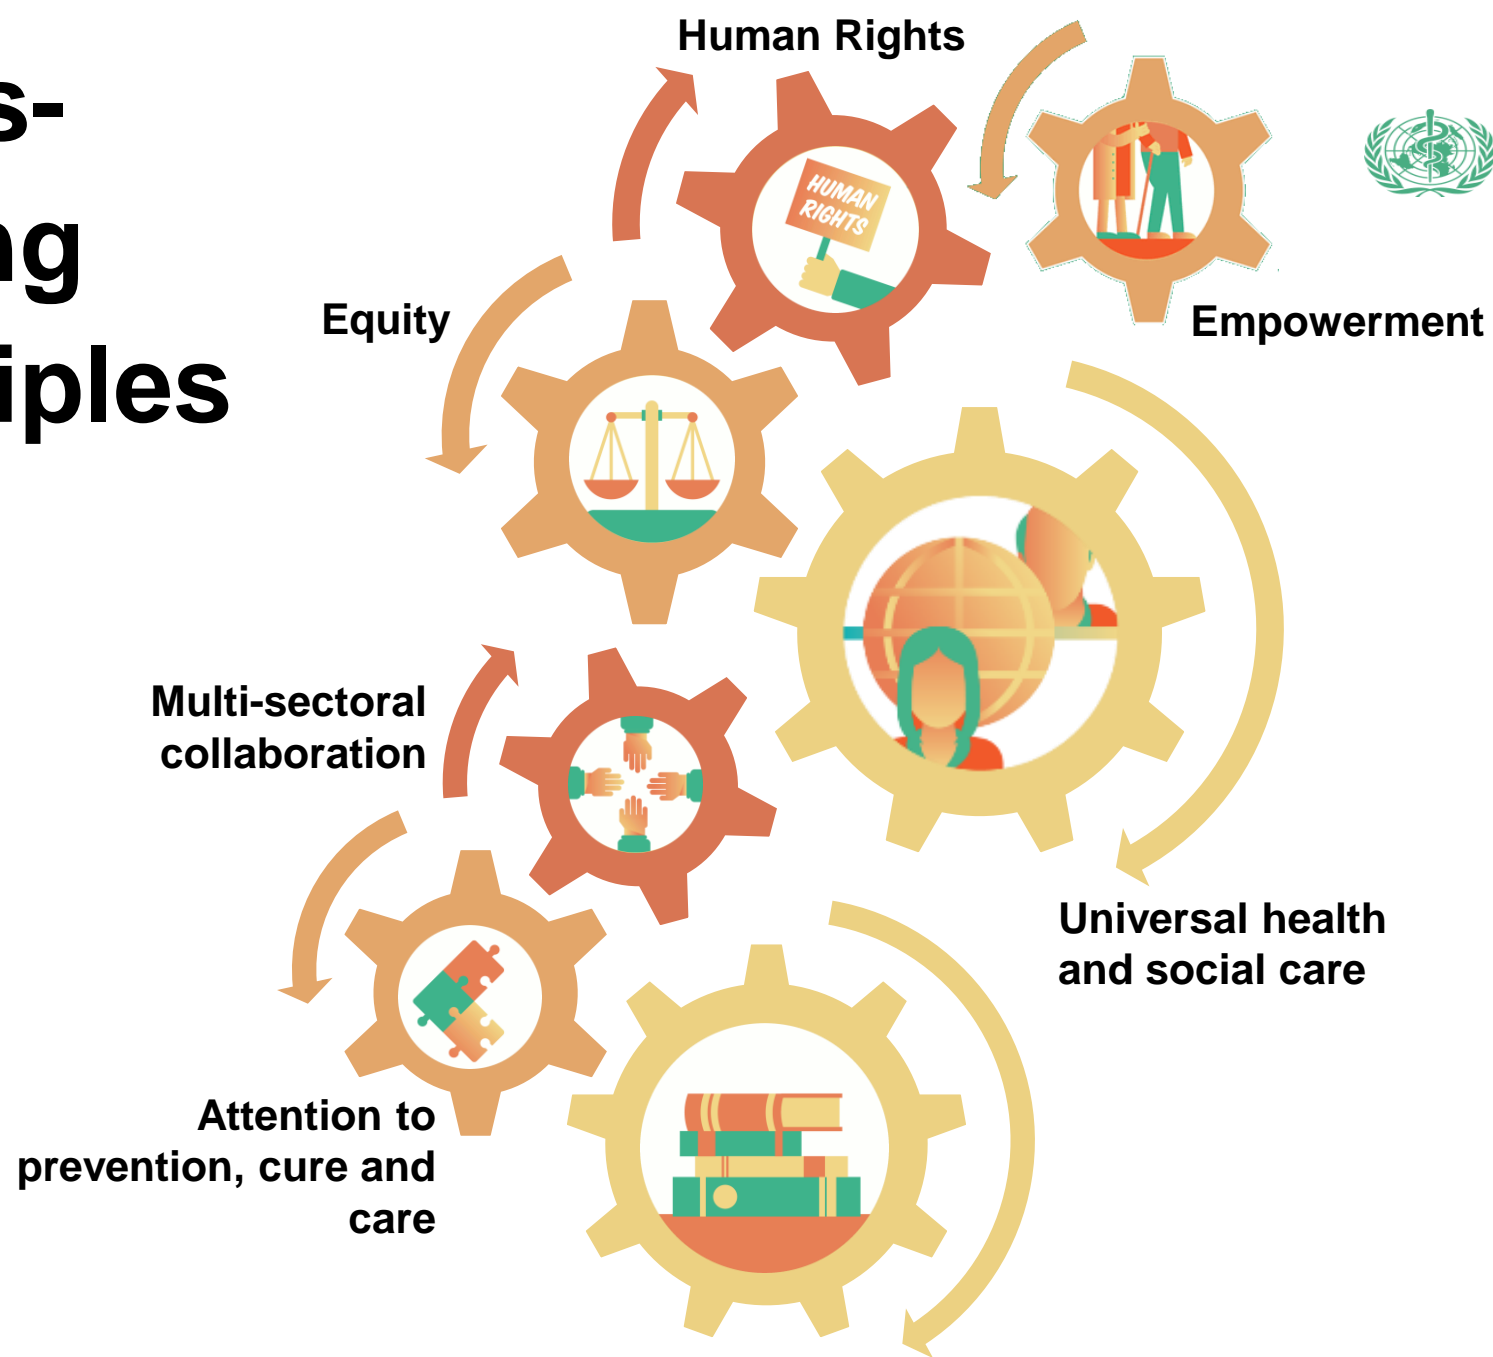 s-
ng
iples
Human Rights
HUMAN
RIGHTS
Empowerment
Equity
Multi-sectoral
collaboration
Universal health
and social care
Attention to
prevention, cure and
care